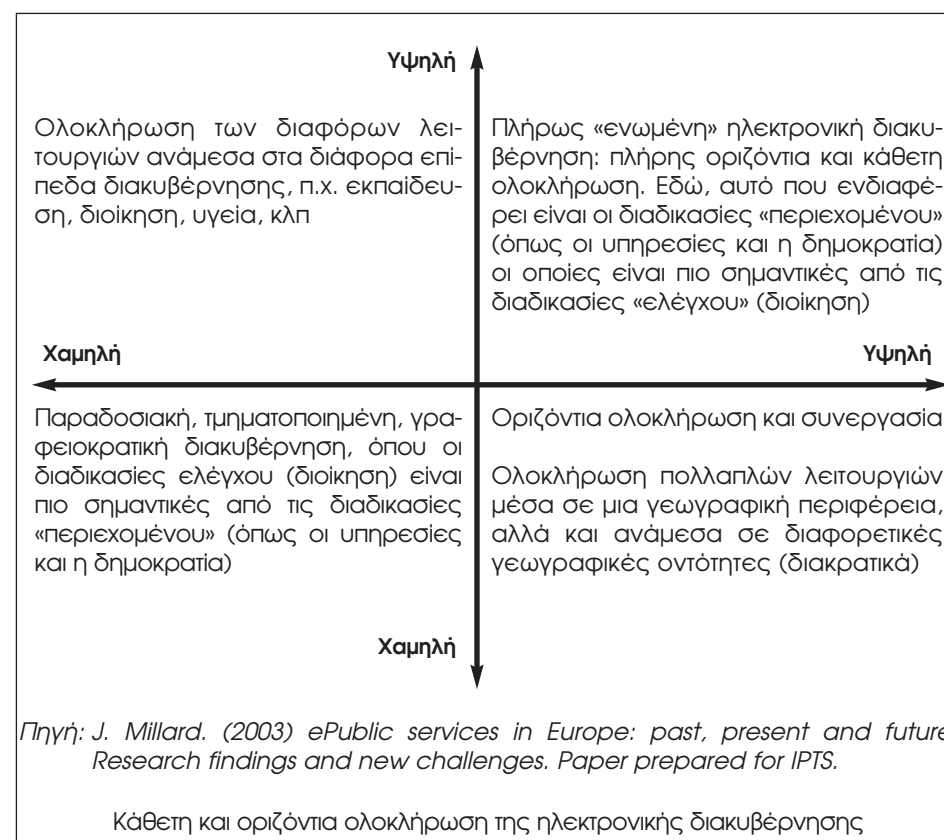 Υψηλή
Ολοκλήρωση των διαφόρων λει-
τουργιών ανάμεσα στα διάφορα επί-
πεδα διακυβέρνησης, π.χ. εκπαίδευ-
ση, διοίκηση, υγεία, κλπ
Πλήρως «ενωμένη» ηλεκτρονική διακυ-
βέρνηση: πλήρης οριζόντια και κάθετη
ολοκλήρωση. Εδώ, αυτό που ενδιαφέ-
ρει είναι οι διαδικασίες «περιεχομένου»
(όπως οι υπηρεσίες και η δημοκρατία)
οι οποίες είναι πιο σημαντικές από τις
διαδικασίες «ελέγχου» (διοίκηση)
Χαμηλή
Υψηλή
Παραδοσιακή, τμηματοποιημένη, γρα-
φειοκρατική διακυβέρνηση, όπου οι
διαδικασίες ελέγχου (διοίκηση) είναι
πιο σημαντικές από τις διαδικασίες
«περιεχομένου» (όπως οι υπηρεσίες
και η δημοκρατία)
Οριζόντια ολοκλήρωση και συνεργασία
Ολοκλήρωση πολλαπλών λειτουργιών
μέσα σε μια γεωγραφική περιφέρεια,
αλλά και ανάμεσα σε διαφορετικές
γεωγραφικές οντότητες (διακρατικά)
Χαμηλή
Πηγή: J. Millard. (2003) ePublic services in Europe: past, present and future
Research findings and new challenges. Paper prepared for IPTS.
Κάθετη και οριζόντια ολοκλήρωση της ηλεκτρονικής διακυβέρνησης